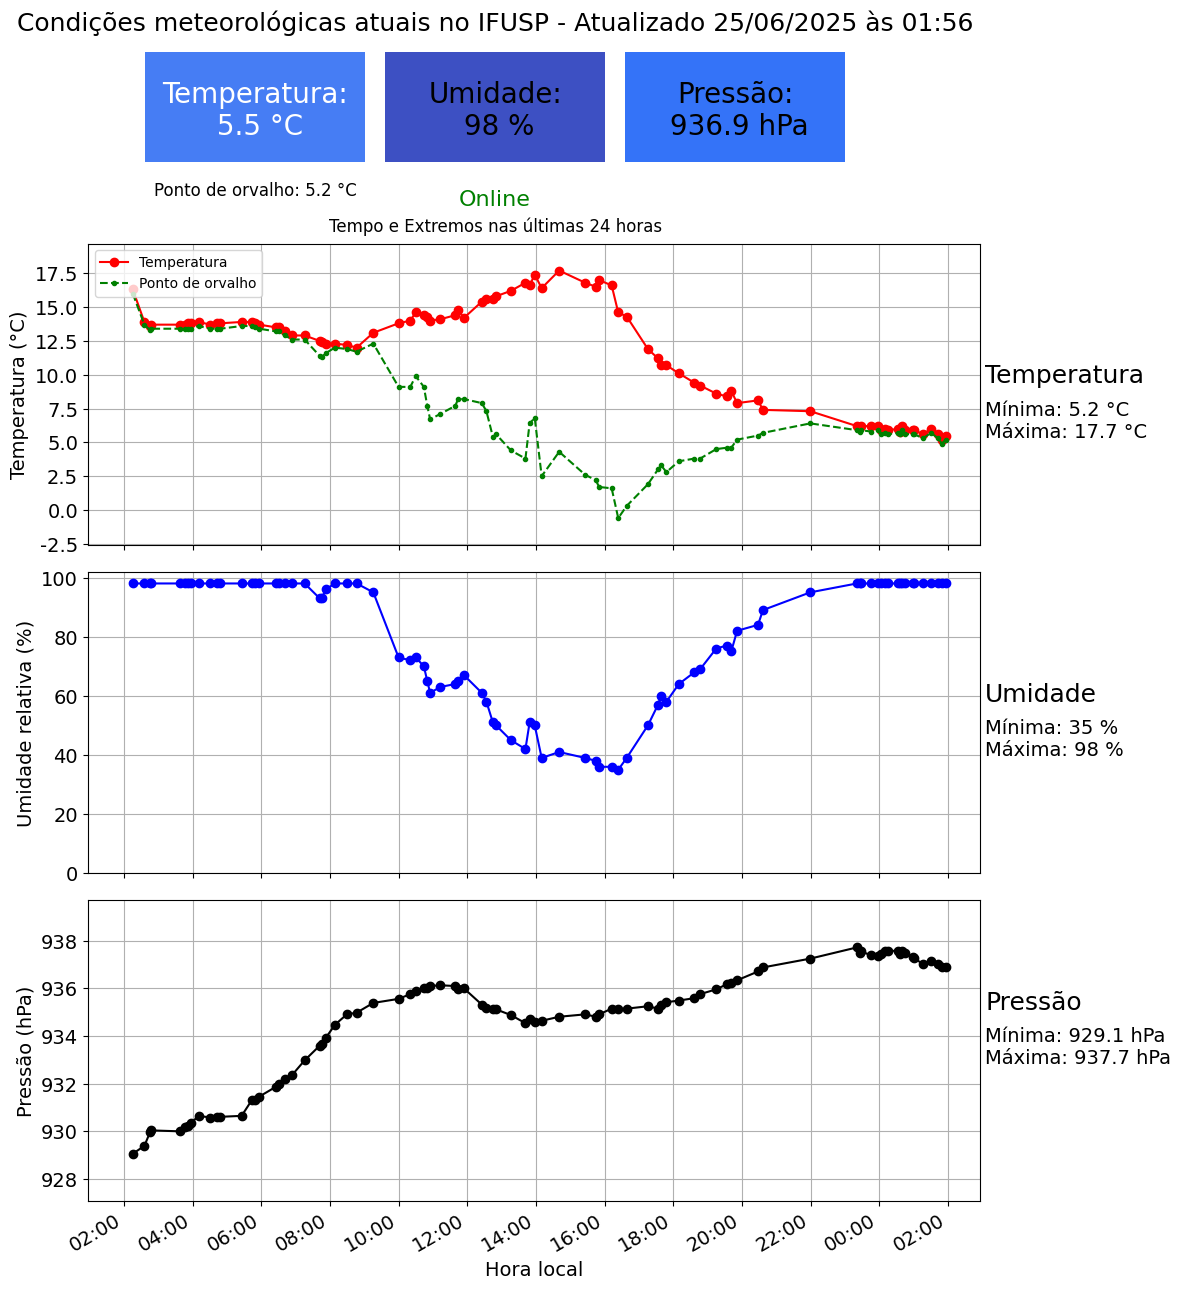 Condições meteorológicas atuais no IFUSP - Atualizado 25/06/2025 às 01:56
Temperatura:
5.5 °C
Umidade:
98 %
Pressão:
936.9 hPa
Ponto de orvalho: 5.2 °C
Online
Tempo e Extremos nas últimas 24 horas
Temperatura
Ponto de orvalho
Temperatura (°C)
17.5
15.0
12.5
10.0
7.5
5.0
2.5
0.0
-2.5
Temperatura
Mínima: 5.2 °C
Máxima: 17.7 °C
Umidade relativa (%)
100
80
60
40
20
0
Umidade
Mínima: 35 %
Máxima: 98 %
Pressão (hPa)
938
936
934
932
930
928
Pressão
Mínima: 929.1 hPa
Máxima: 937.7 hPa
02:00 04:00 06:00 08:00 10:00 12:00 14:00 16:00 18:00 20:00 22:00 00:00 02:00
Hora local